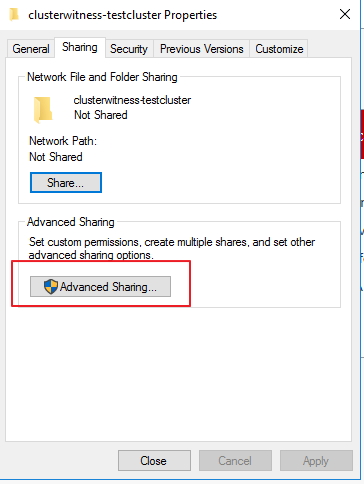 clusterwitness-testcluster Properties
General Sharing Security Previous Versions Customize
Network File and Folder Sharing
clusterwitness-testcluster
Not Shared
Network Path:
Not Shared
Share...
Advanced Sharing
Set custom permissions, create multiple shares, and set other
advanced sharing options.
Advanced Sharing...
Close Cancel Apply